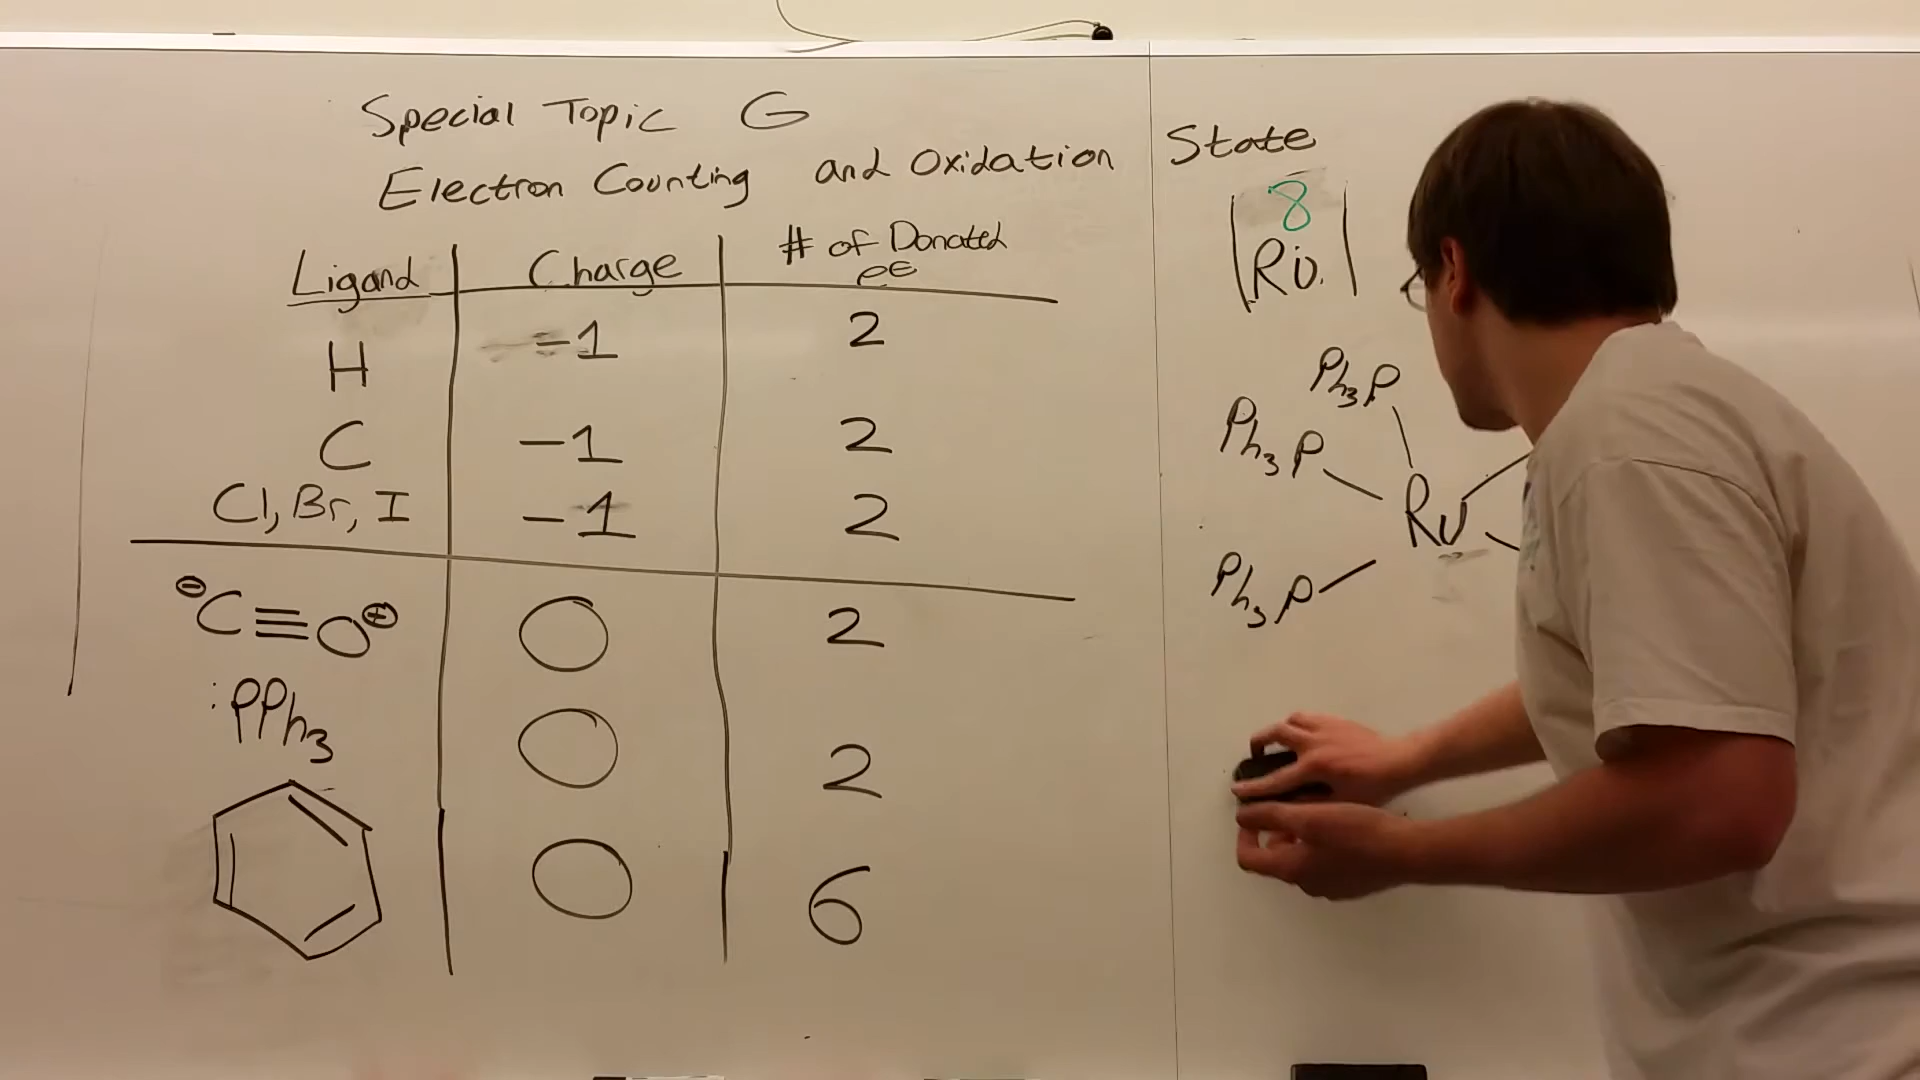 Special Topic G
Electron Counting and Oxidation State
Ligand Charge # of Donated
ee
H -1 2
C -1 2
Cl, Br, I -1 2
⊖C≡O⊕ 0 2
:PPh3 0 2
0 6
8
Ru
Ph3P
Ph3P
Ru
Ph3P